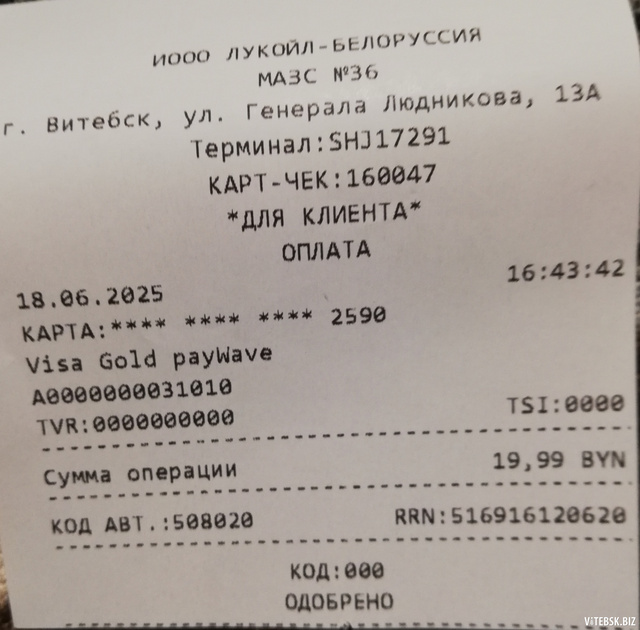 ИООО ЛУКОЙЛ-БЕЛОРУССИЯ
МАЗС №36
г. Витебск, ул. Генерала Людникова, 13А
Терминал:SHJ17291
КАРТ-ЧЕК:160047
*ДЛЯ КЛИЕНТА*
ОПЛАТА
18.06.2025 16:43:42
КАРТА:**** **** **** 2590
Visa Gold payWave
A0000000031010
TVR:0000000000 TSI:0000
Сумма операции 19,99 BYN
КОД АВТ.:508020 RRN:516916120620
КОД:000
ОДОБРЕНО
ViTEBSK.BIZ